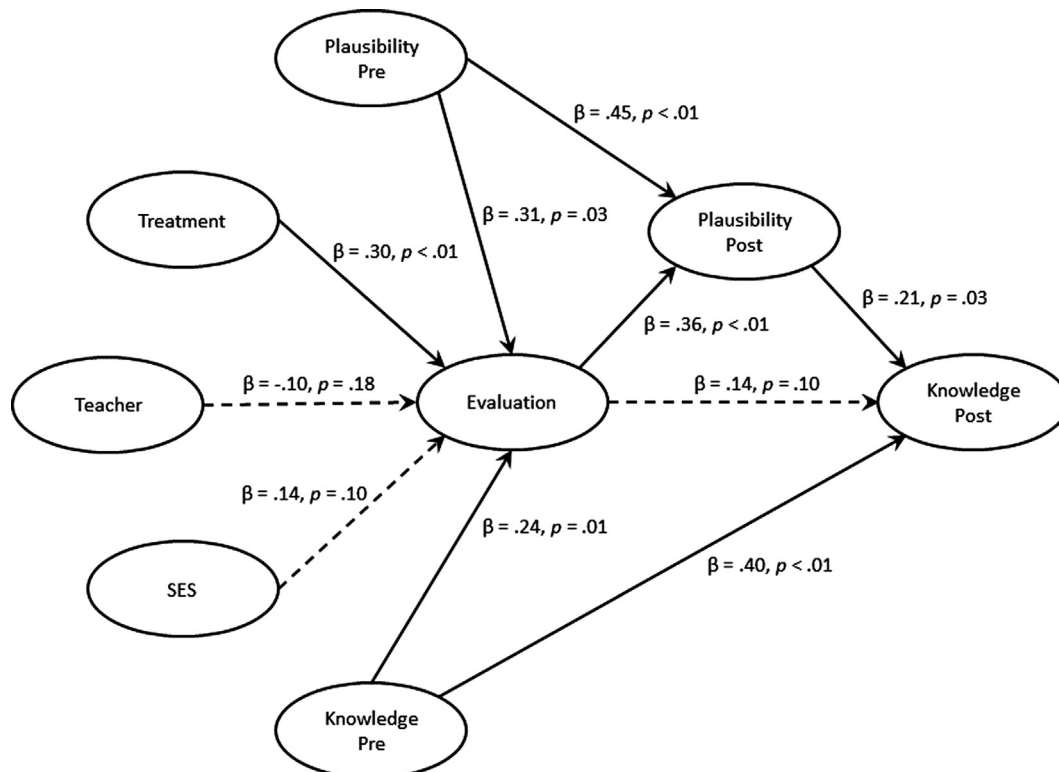 Plausibility
Pre
β = .45, p < .01
Treatment
β = .31, p = .03
Plausibility
Post
β = .30, p < .01
β = .21, p = .03
β = .36, p < .01
Teacher
β = -.10, p = .18
Evaluation
β = .14, p = .10
Knowledge
Post
β = .14, p = .10
β = .24, p = .01
β = .40, p < .01
SES
Knowledge
Pre